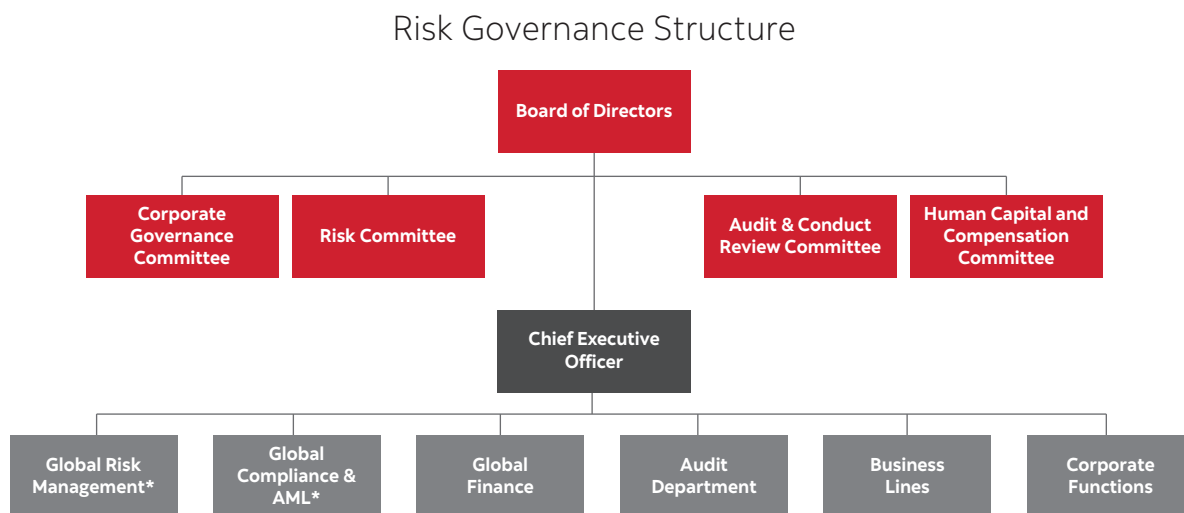 Risk Governance Structure
Board of Directors
Corporate
Governance
Committee
Risk Committee
Audit & Conduct
Review Committee
Human Capital and
Compensation
Committee
Chief Executive
Officer
Global Risk
Management*
Global
Compliance &
AML*
Global
Finance
Audit
Department
Business
Lines
Corporate
Functions